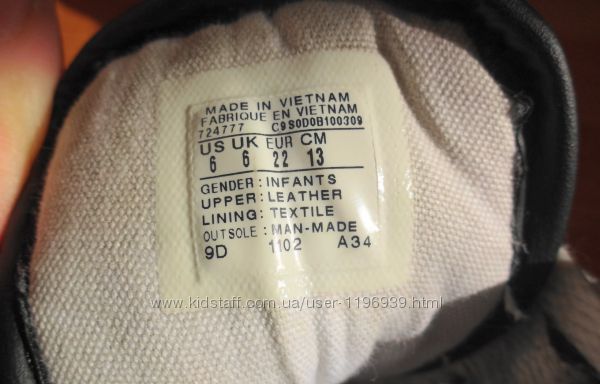 MADE IN VIETNAM
FABRIQUE EN VIETNAM
724777 C9S0D0B100309
US UK EUR CM
6 6 22 13
GENDER : INFANTS
UPPER : LEATHER
LINING : TEXTILE
OUTSOLE : MAN-MADE
9D 1102 A34
www.kidstaff.com.ua/user-1196939.html